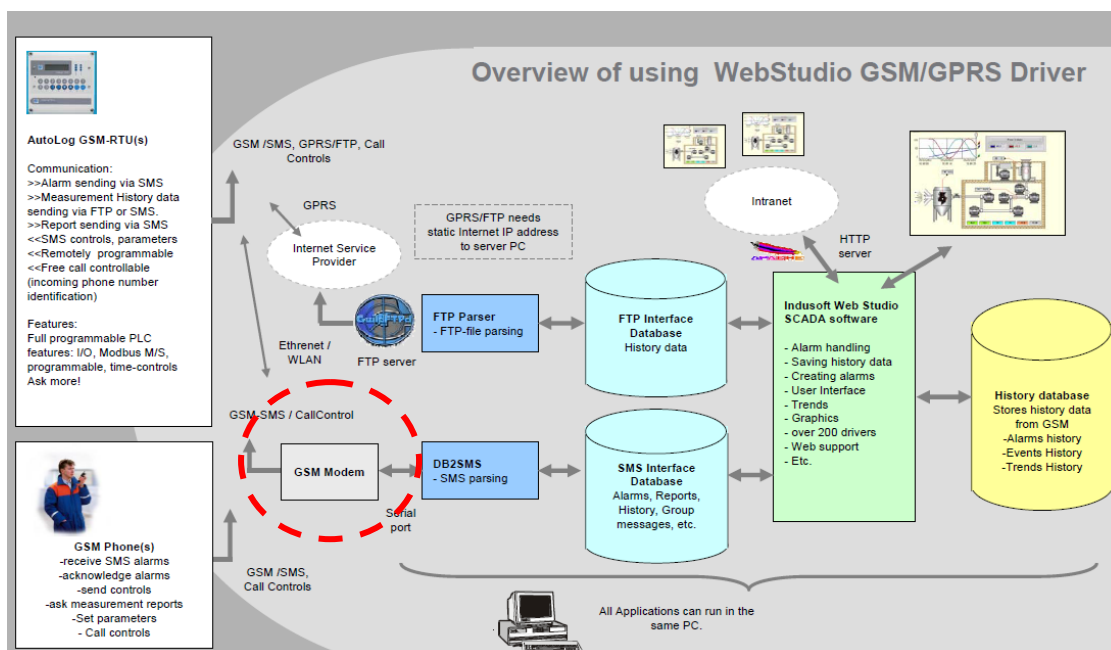 Overview of using WebStudio GSM/GPRS Driver
AutoLog GSM-RTU(s)
Communication:
>>Alarm sending via SMS
>>Measurement History data
sending via FTP or SMS.
>>Report sending via SMS
<<SMS controls, parameters
<<Remotely programmable
<<Free call controllable
(incoming phone number
identification)
Features:
Full programmable PLC
features: I/O, Modbus M/S,
programmable, time-controls
Ask more!
GSM /SMS, GPRS/FTP, Call
Controls
GPRS
Internet Service
Provider
GPRS/FTP needs
static Internet IP address
to server PC
Intranet
HTTP
server
Ethrenet /
WLAN
FTP server
FTP Parser
- FTP-file parsing
FTP Interface
Database
History data
Indusoft Web Studio
SCADA software
- Alarm handling
- Saving history data
- Creating alarms
- User Interface
- Trends
- Graphics
- over 200 drivers
- Web support
- Etc.
History database
Stores history data
from GSM
-Alarms history
-Events History
-Trends History
GSM-SMS / CallControl
GSM Modem
Serial
port
DB2SMS
- SMS parsing
SMS Interface
Database
Alarms, Reports,
History, Group
messages, etc.
GSM Phone(s)
-receive SMS alarms
-acknowledge alarms
-send controls
-ask measurement reports
-Set parameters
- Call controls
GSM /SMS,
Call Controls
All Applications can run in the
same PC.